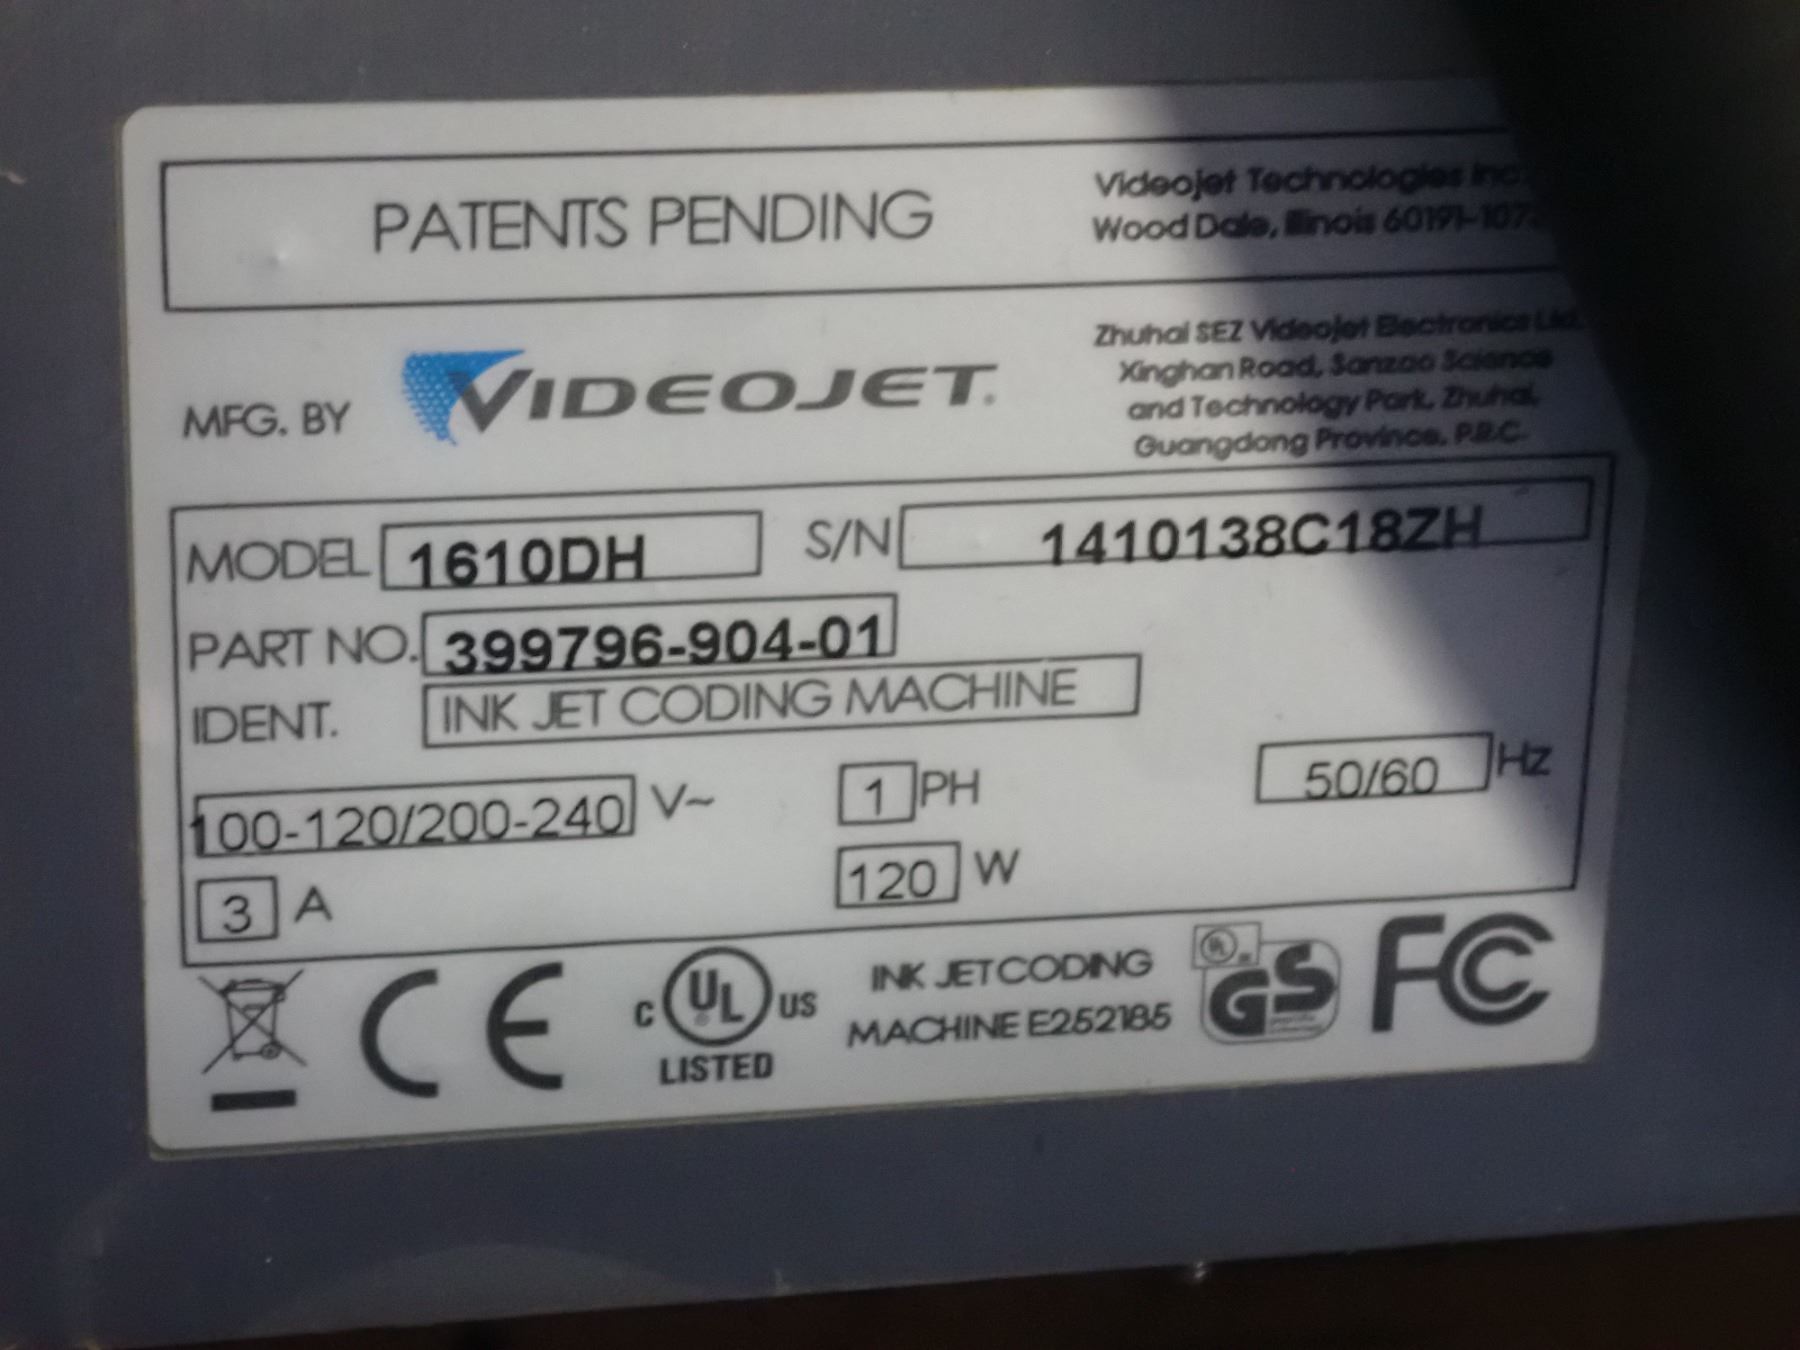 PATENTS PENDING
Videojet Technologies Inc.
Wood Dale, Illinois
MFG. BY VIDEOJET.
Zhuhai SEZ Videojet Electronics Ltd.
Xinghan Road, Sanzao Science
and Technology Park, Zhuhai,
Guangdong Province, P.R.C.
MODEL 1610DH S/N 1410138C18ZH
PART NO. 399796-904-01
IDENT. INK JET CODING MACHINE
100-120/200-240 V~ 1 PH 50/60 Hz
3 A 120 W
CE
C UL US
LISTED
INK JET CODING
MACHINE E252185
UL
GS
FC